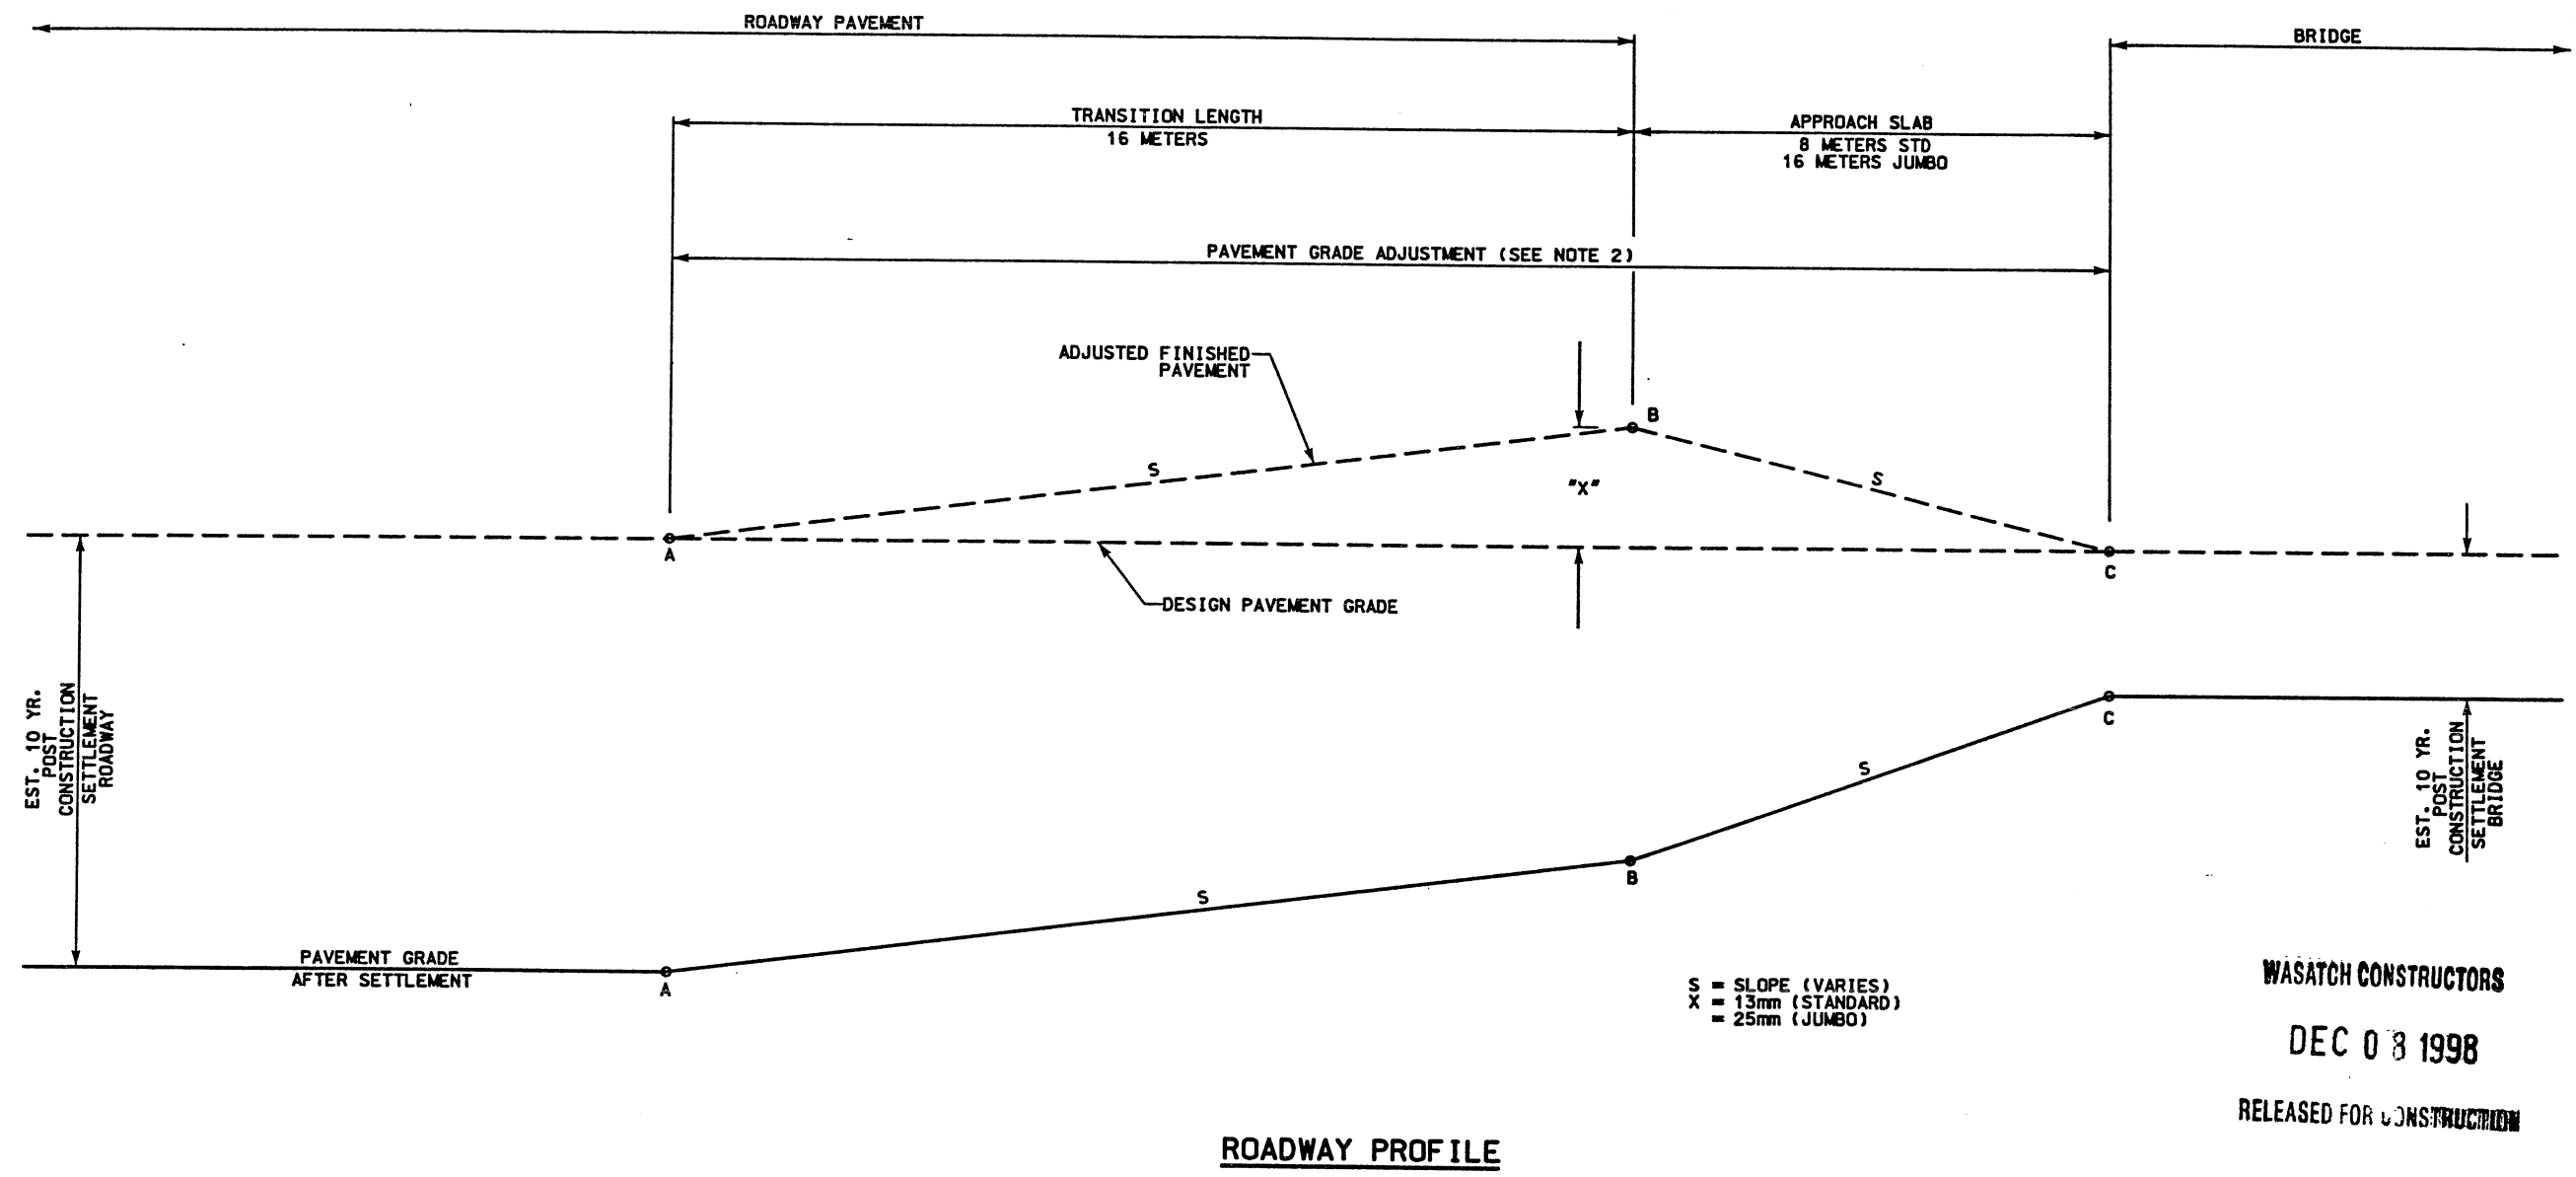 ROADWAY PAVEMENT
BRIDGE
TRANSITION LENGTH
16 METERS
APPROACH SLAB
8 METERS STD
16 METERS JUMBO
PAVEMENT GRADE ADJUSTMENT (SEE NOTE 2)
ADJUSTED FINISHED
PAVEMENT
B
S
"X"
S
A
C
DESIGN PAVEMENT GRADE
EST. 10 YR.
POST
CONSTRUCTION
SETTLEMENT
ROADWAY
C
EST. 10 YR.
POST
CONSTRUCTION
SETTLEMENT
BRIDGE
S
B
S
PAVEMENT GRADE
AFTER SETTLEMENT
A
S = SLOPE (VARIES)
X = 13mm (STANDARD)
= 25mm (JUMBO)
WASATCH CONSTRUCTORS
DEC 08 1998
RELEASED FOR CONSTRUCTION
ROADWAY PROFILE